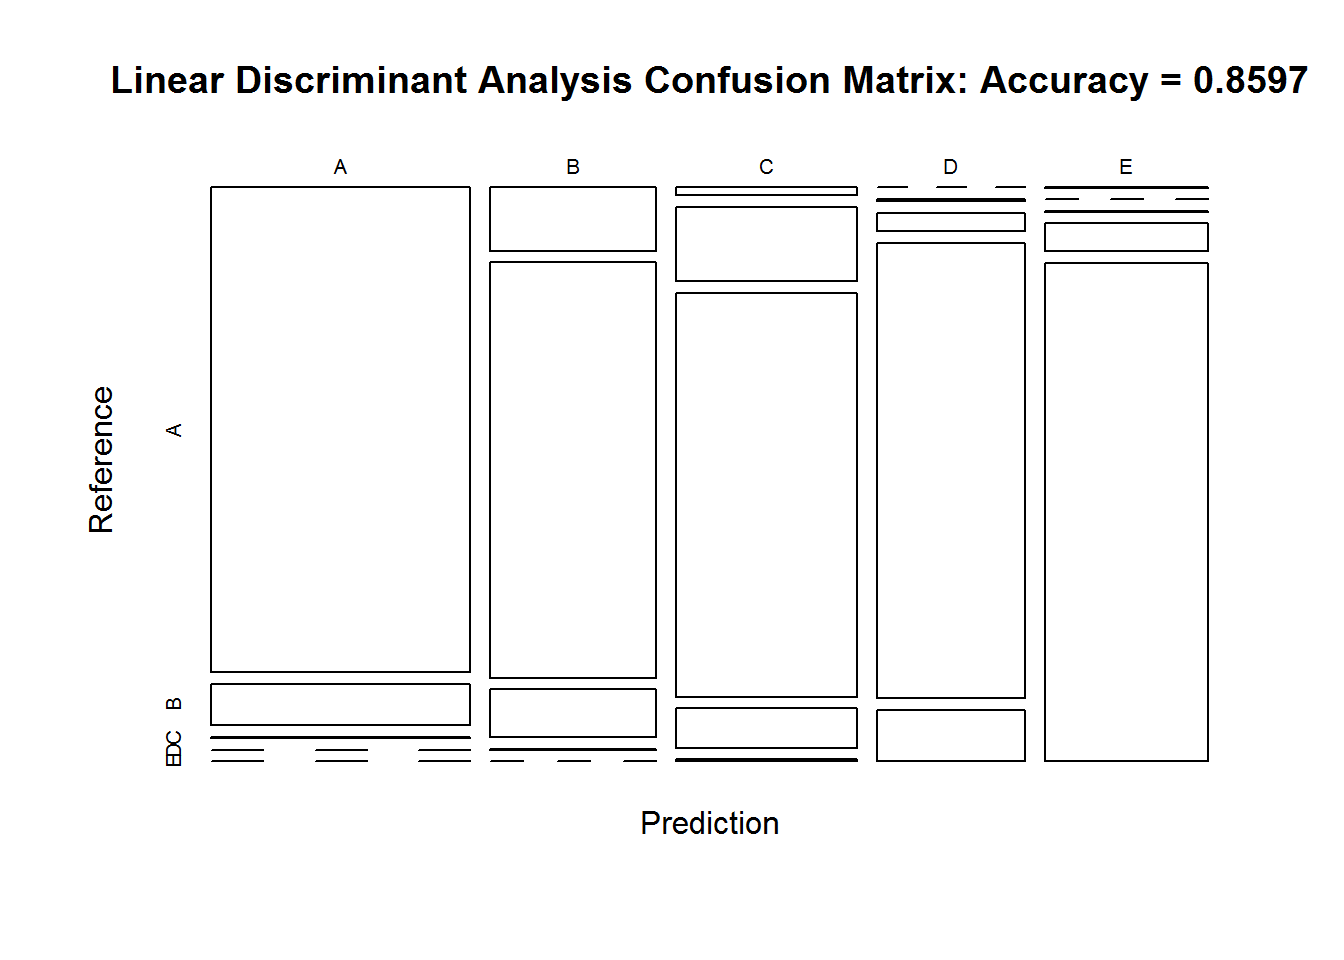 Linear Discriminant Analysis Confusion Matrix: Accuracy = 0.8597
A B C D E
Reference
A
B
C
D
E
Prediction